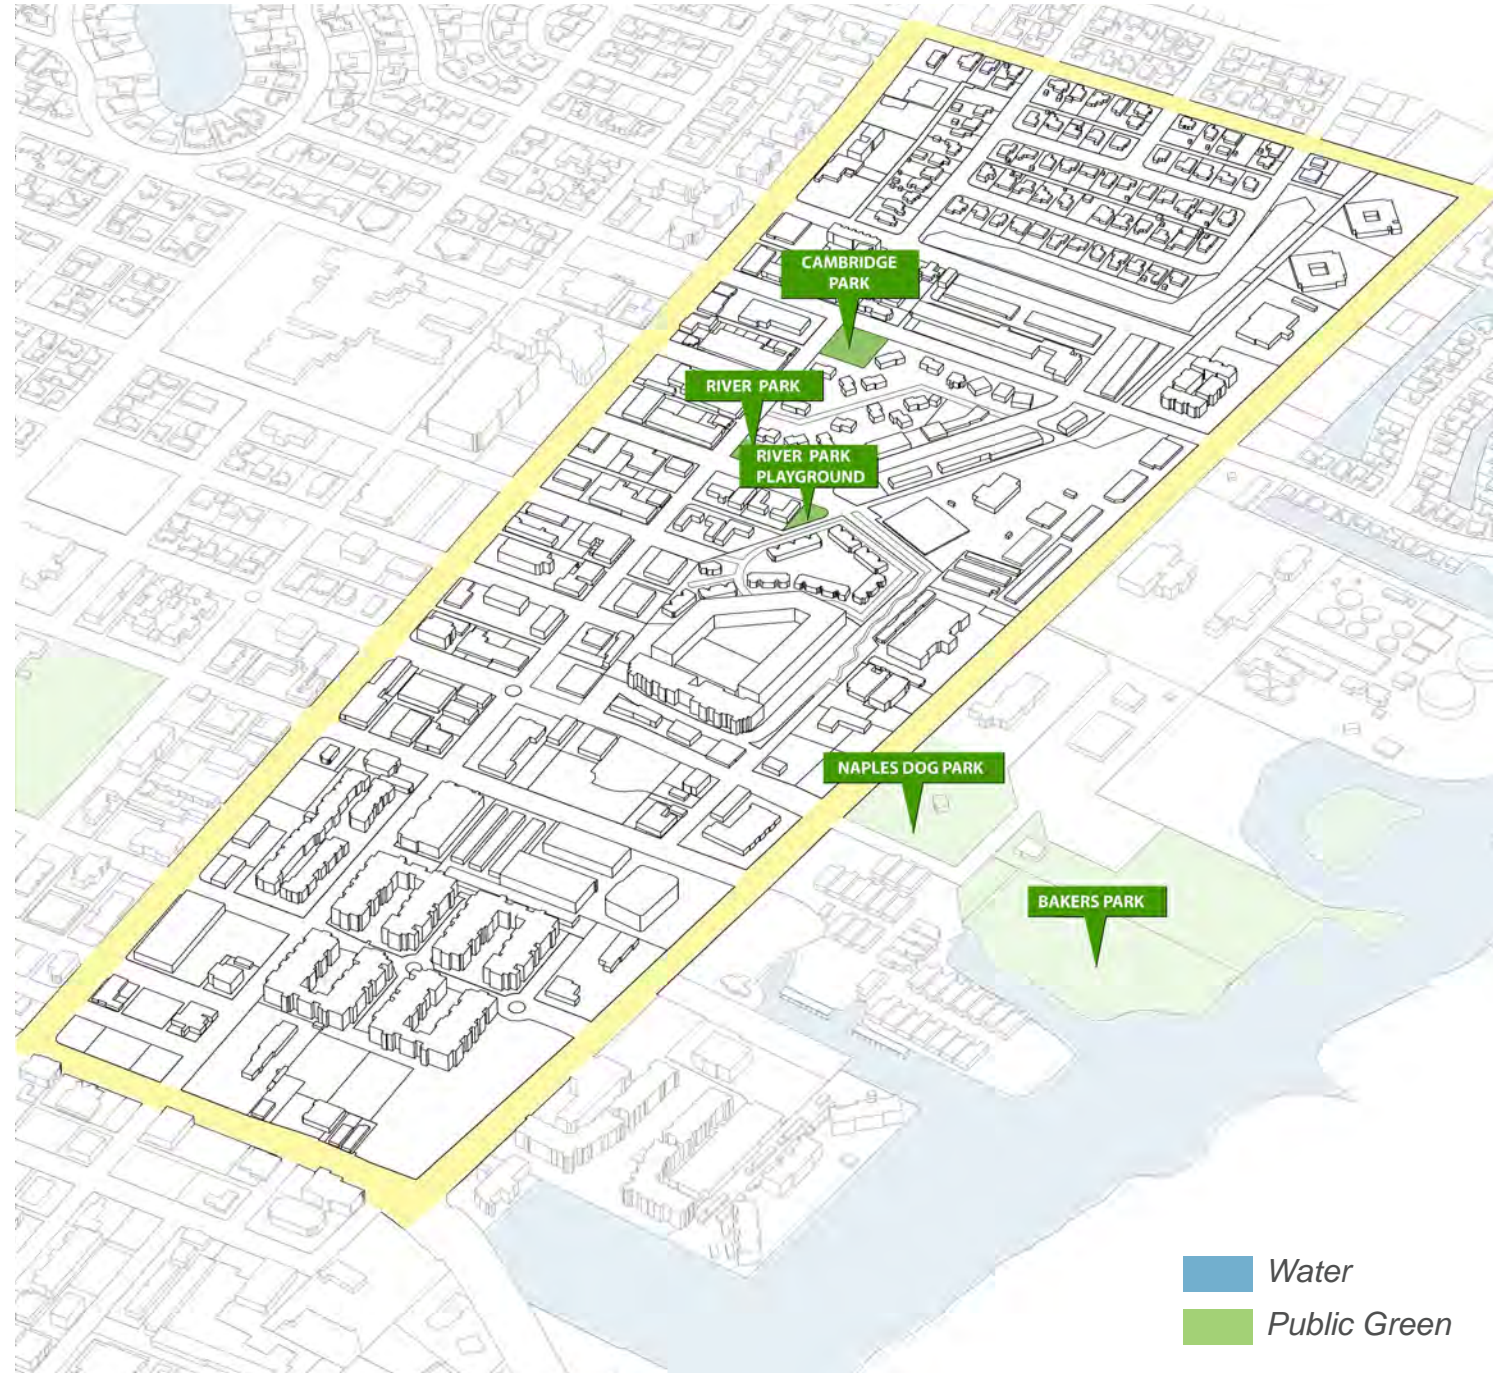 CAMBRIDGE
PARK
RIVER PARK
RIVER PARK
PLAYGROUND
NAPLES DOG PARK
BAKERS PARK
Water
Public Green